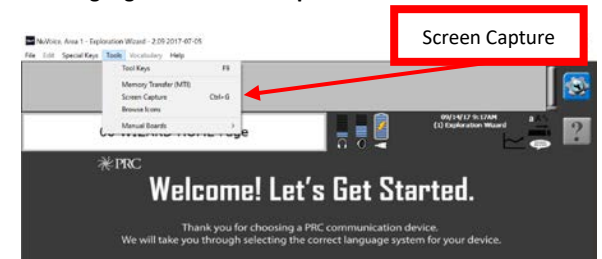 Screen Capture
NuVoice, Area 1 - Exploration Wizard - 2.09 2017-07-05
File Edit Special Keys Tools Vocabulary Help
Tool Keys F9
Memory Transfer (MTI)
Screen Capture Ctrl+G
Browse Icons
Manual Boards >
09/14/17 9:17AM
(1) Exploration Wizard
?
PRC
Welcome! Let's Get Started.
Thank you for choosing a PRC communication device.
We will take you through selecting the correct language system for your device.